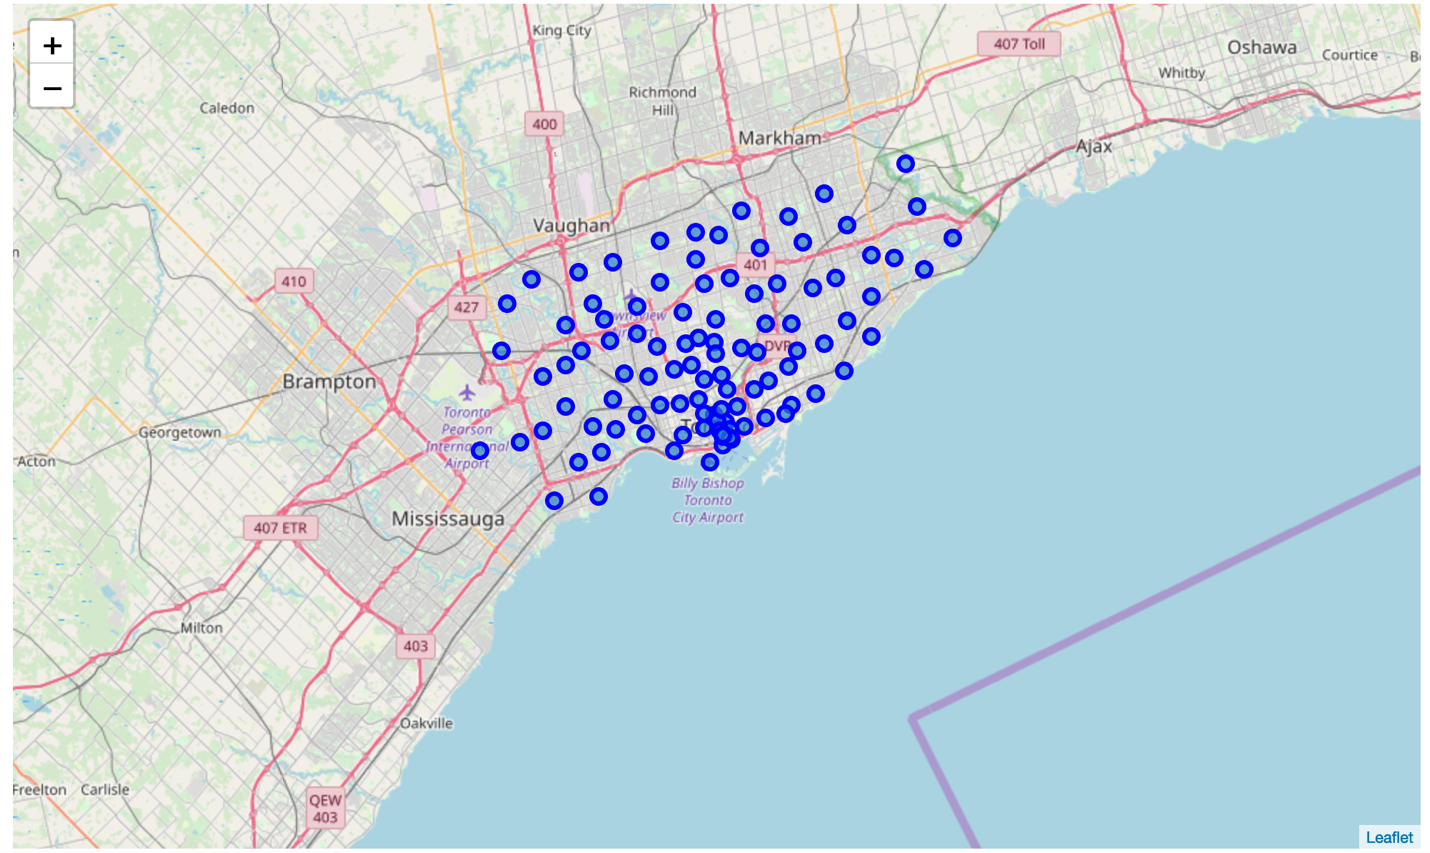 +
−
King City
407 Toll
Oshawa
Courtice
Whitby
Richmond
Hill
Caledon
400
Markham
Ajax
Vaughan
401
410
427
DVP
Brampton
Toronto
Pearson
International
Airport
Georgetown
Acton
Billy Bishop
Toronto
City Airport
Mississauga
407 ETR
Milton
403
Oakville
Freelton
Carlisle
QEW
403
Leaflet